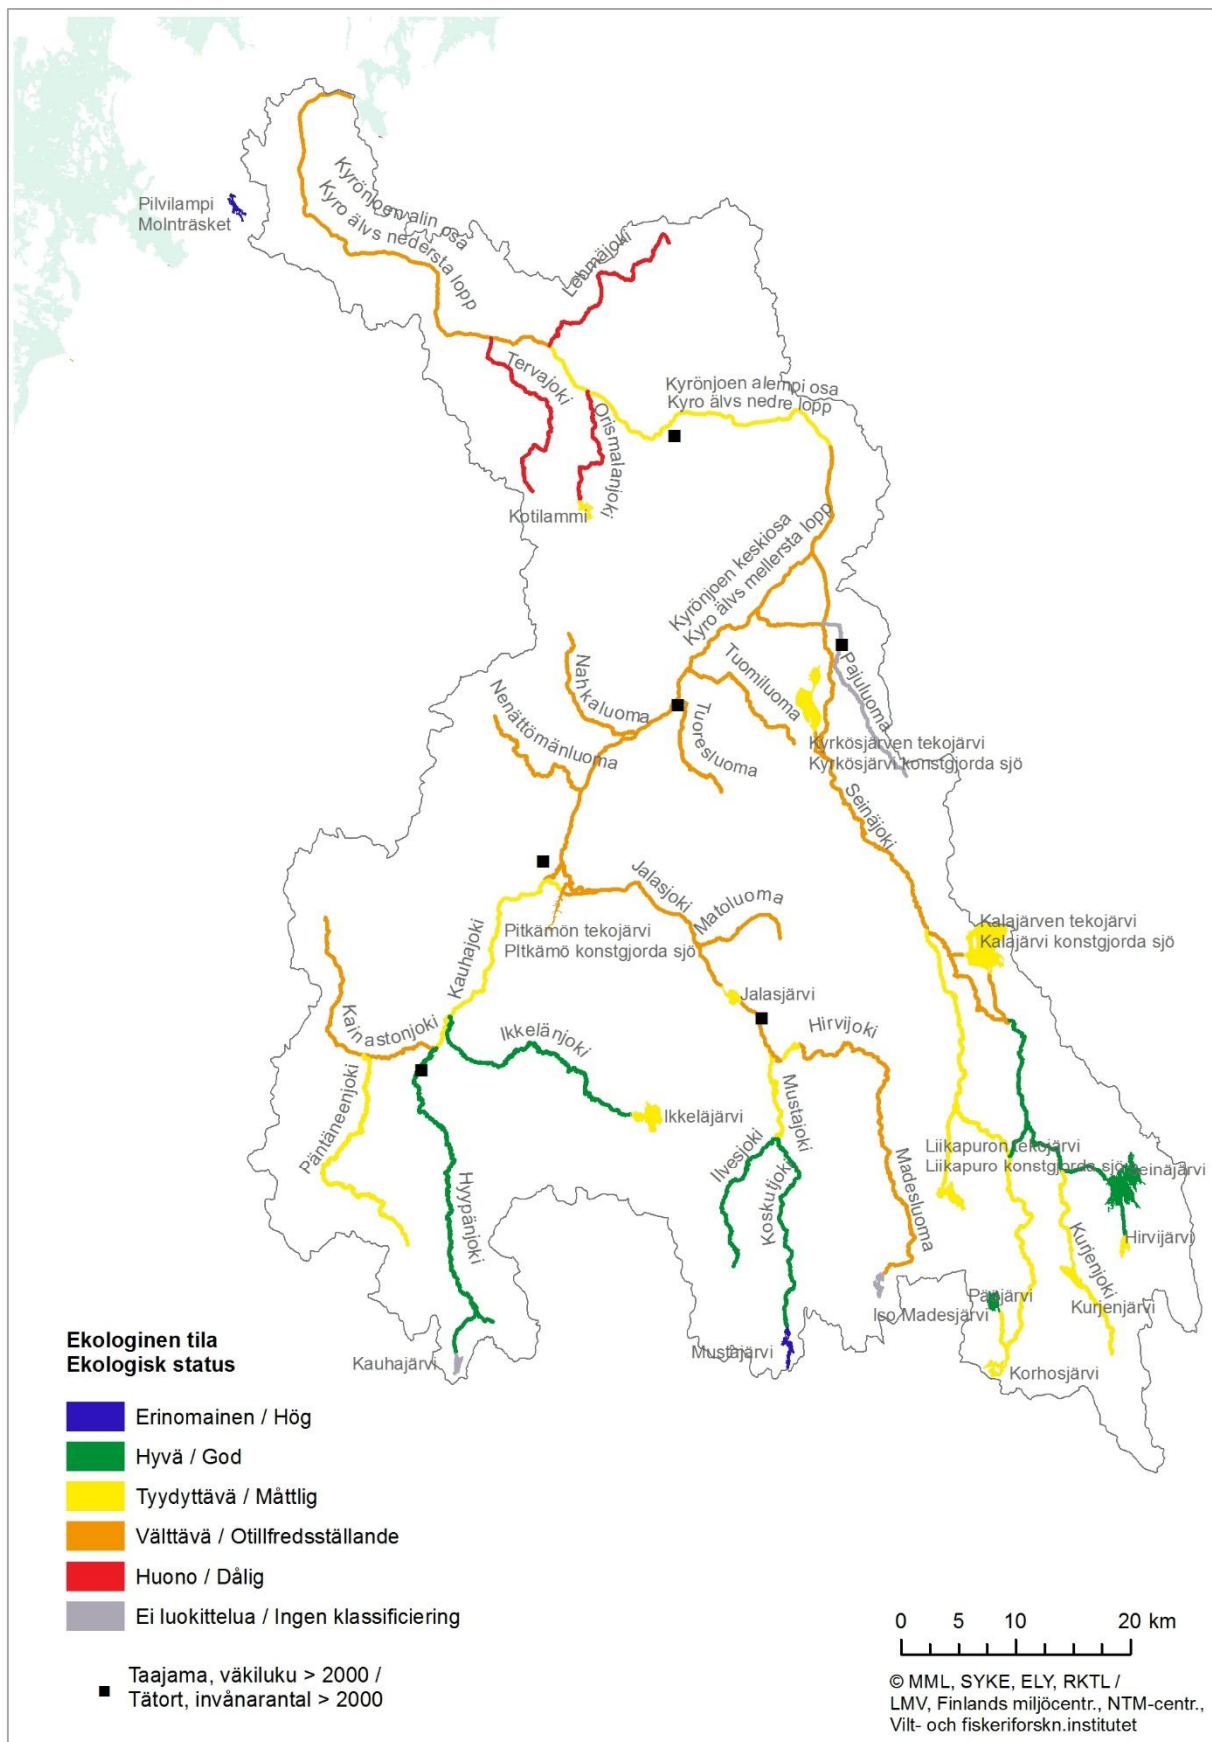 Pilvilampi
Molnträsket
Kyrönjoen alin osa
Kyro älvs nedersta lopp
Lehmäjoki
Tervajoki
Orismalanjoki
Kotilammi
Kyrönjoen alempi osa
Kyro älvs nedre lopp
Kyrönjoen keskiosa
Kyro älvs mellersta lopp
Nahkaluoma
Nenättömänluoma
Tuomiluoma
Tuoresluoma
Pajuluoma
Kyrkösjärven tekojärvi
Kyrkösjärvi konstgjorda sjö
Seinäjoki
Jalasjoki
Matoluoma
Kauhajoki
Pitkämön tekojärvi
PItkämö konstgjorda sjö
Kalajärven tekojärvi
Kalajärvi konstgjorda sjö
Jalasjärvi
Kainastonjoki
Ikkelänjoki
Hirvijoki
Päntäneenjoki
Ikkeläjärvi
Mustajoki
Ilvesjoki
Koskutjoki
Madesluoma
Liikapuron tekojärvi
Liikapuro konstgjorda sjö
Seinäjärvi
Hyypänjoki
Hirvijärvi
Kurjenjoki
Kurjenjärvi
Iso Madesjärvi
Kauhajärvi
Mustajärvi
Korhosjärvi
Ekologinen tila
Ekologisk status
Erinomainen / Hög
Hyvä / God
Tyydyttävä / Måttlig
Välttävä / Otillfredsställande
Huono / Dålig
Ei luokittelua / Ingen klassificiering
Taajama, väkiluku > 2000 /
Tätort, invånarantal > 2000
0 5 10 20 km
© MML, SYKE, ELY, RKTL /
LMV, Finlands miljöcentr., NTM-centr.,
Vilt- och fiskeriforskn.institutet